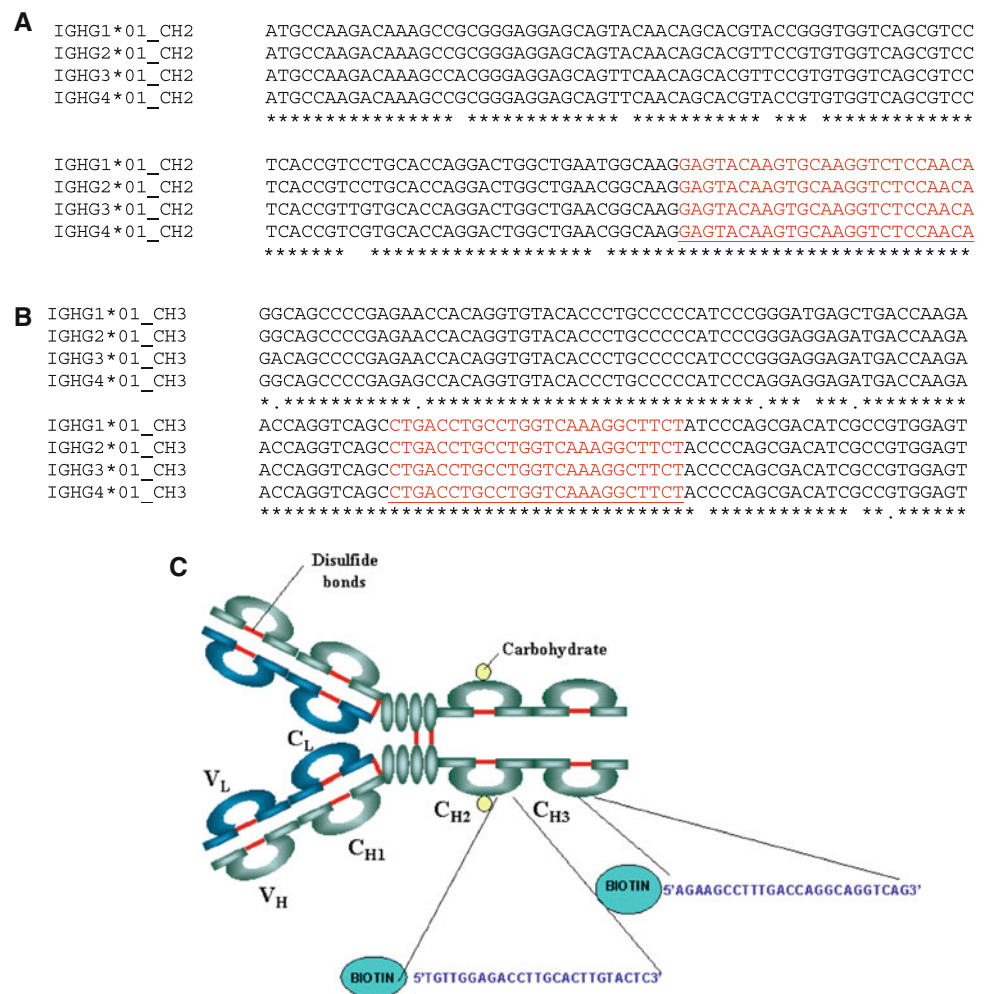 A
IGHG1*01_CH2 ATGCCAAGACAAAGCCGCGGGAGGAGCAGTACAACAGCACGTACCGGGTGGTCAGCGTCC
IGHG2*01_CH2 ATGCCAAGACAAAGCCGCGGGAGGAGCAGTACAACAGCACGTTCCGTGTGGTCAGCGTCC
IGHG3*01_CH2 ATGCCAAGACAAAGCCACGGGAGGAGCAGTTCAACAGCACGTTCCGTGTGGTCAGCGTCC
IGHG4*01_CH2 ATGCCAAGACAAAGCCGCGGGAGGAGCAGTTCAACAGCACGTACCGTGTGGTCAGCGTCC
**************** ************* *********** *** *************
IGHG1*01_CH2 TCACCGTCCTGCACCAGGACTGGCTGAATGGCAAGGAGTACAAGTGCAAGGTCTCCAACA
IGHG2*01_CH2 TCACCGTCCTGCACCAGGACTGGCTGAACGGCAAGGAGTACAAGTGCAAGGTCTCCAACA
IGHG3*01_CH2 TCACCGTTGTGCACCAGGACTGGCTGAACGGCAAGGAGTACAAGTGCAAGGTCTCCAACA
IGHG4*01_CH2 TCACCGTCGTGCACCAGGACTGGCTGAACGGCAAGGAGTACAAGTGCAAGGTCTCCAACA
*******  ******************* *******************************
B
IGHG1*01_CH3 GGCAGCCCCGAGAACCACAGGTGTACACCCTGCCCCCATCCCGGGATGAGCTGACCAAGA
IGHG2*01_CH3 GGCAGCCCCGAGAACCACAGGTGTACACCCTGCCCCCATCCCGGGAGGAGATGACCAAGA
IGHG3*01_CH3 GACAGCCCCGAGAACCACAGGTGTACACCCTGCCCCCATCCCGGGAGGAGATGACCAAGA
IGHG4*01_CH3 GGCAGCCCCGAGAGCCACAGGTGTACACCCTGCCCCCATCCCAGGAGGAGATGACCAAGA
*.***********.****************************.*** ***.*********
IGHG1*01_CH3 ACCAGGTCAGCCTGACCTGCCTGGTCAAAGGCTTCTATCCCAGCGACATCGCCGTGGAGT
IGHG2*01_CH3 ACCAGGTCAGCCTGACCTGCCTGGTCAAAGGCTTCTACCCCAGCGACATCGCCGTGGAGT
IGHG3*01_CH3 ACCAGGTCAGCCTGACCTGCCTGGTCAAAGGCTTCTACCCCAGCGACATCGCCGTGGAGT
IGHG4*01_CH3 ACCAGGTCAGCCTGACCTGCCTGGTCAAAGGCTTCTACCCCAGCGACATCGCCGTGGAGT
************************************* ************ **.******
C
Disulfide
bonds
Carbohydrate
CL
VL
CH2
CH3
CH1
VH
BIOTIN 5'AGAAGCCTTTGACCAGGCAGGTCAG3'
BIOTIN 5'TGTTGGAGACCTTGCACTTGTACTC3'